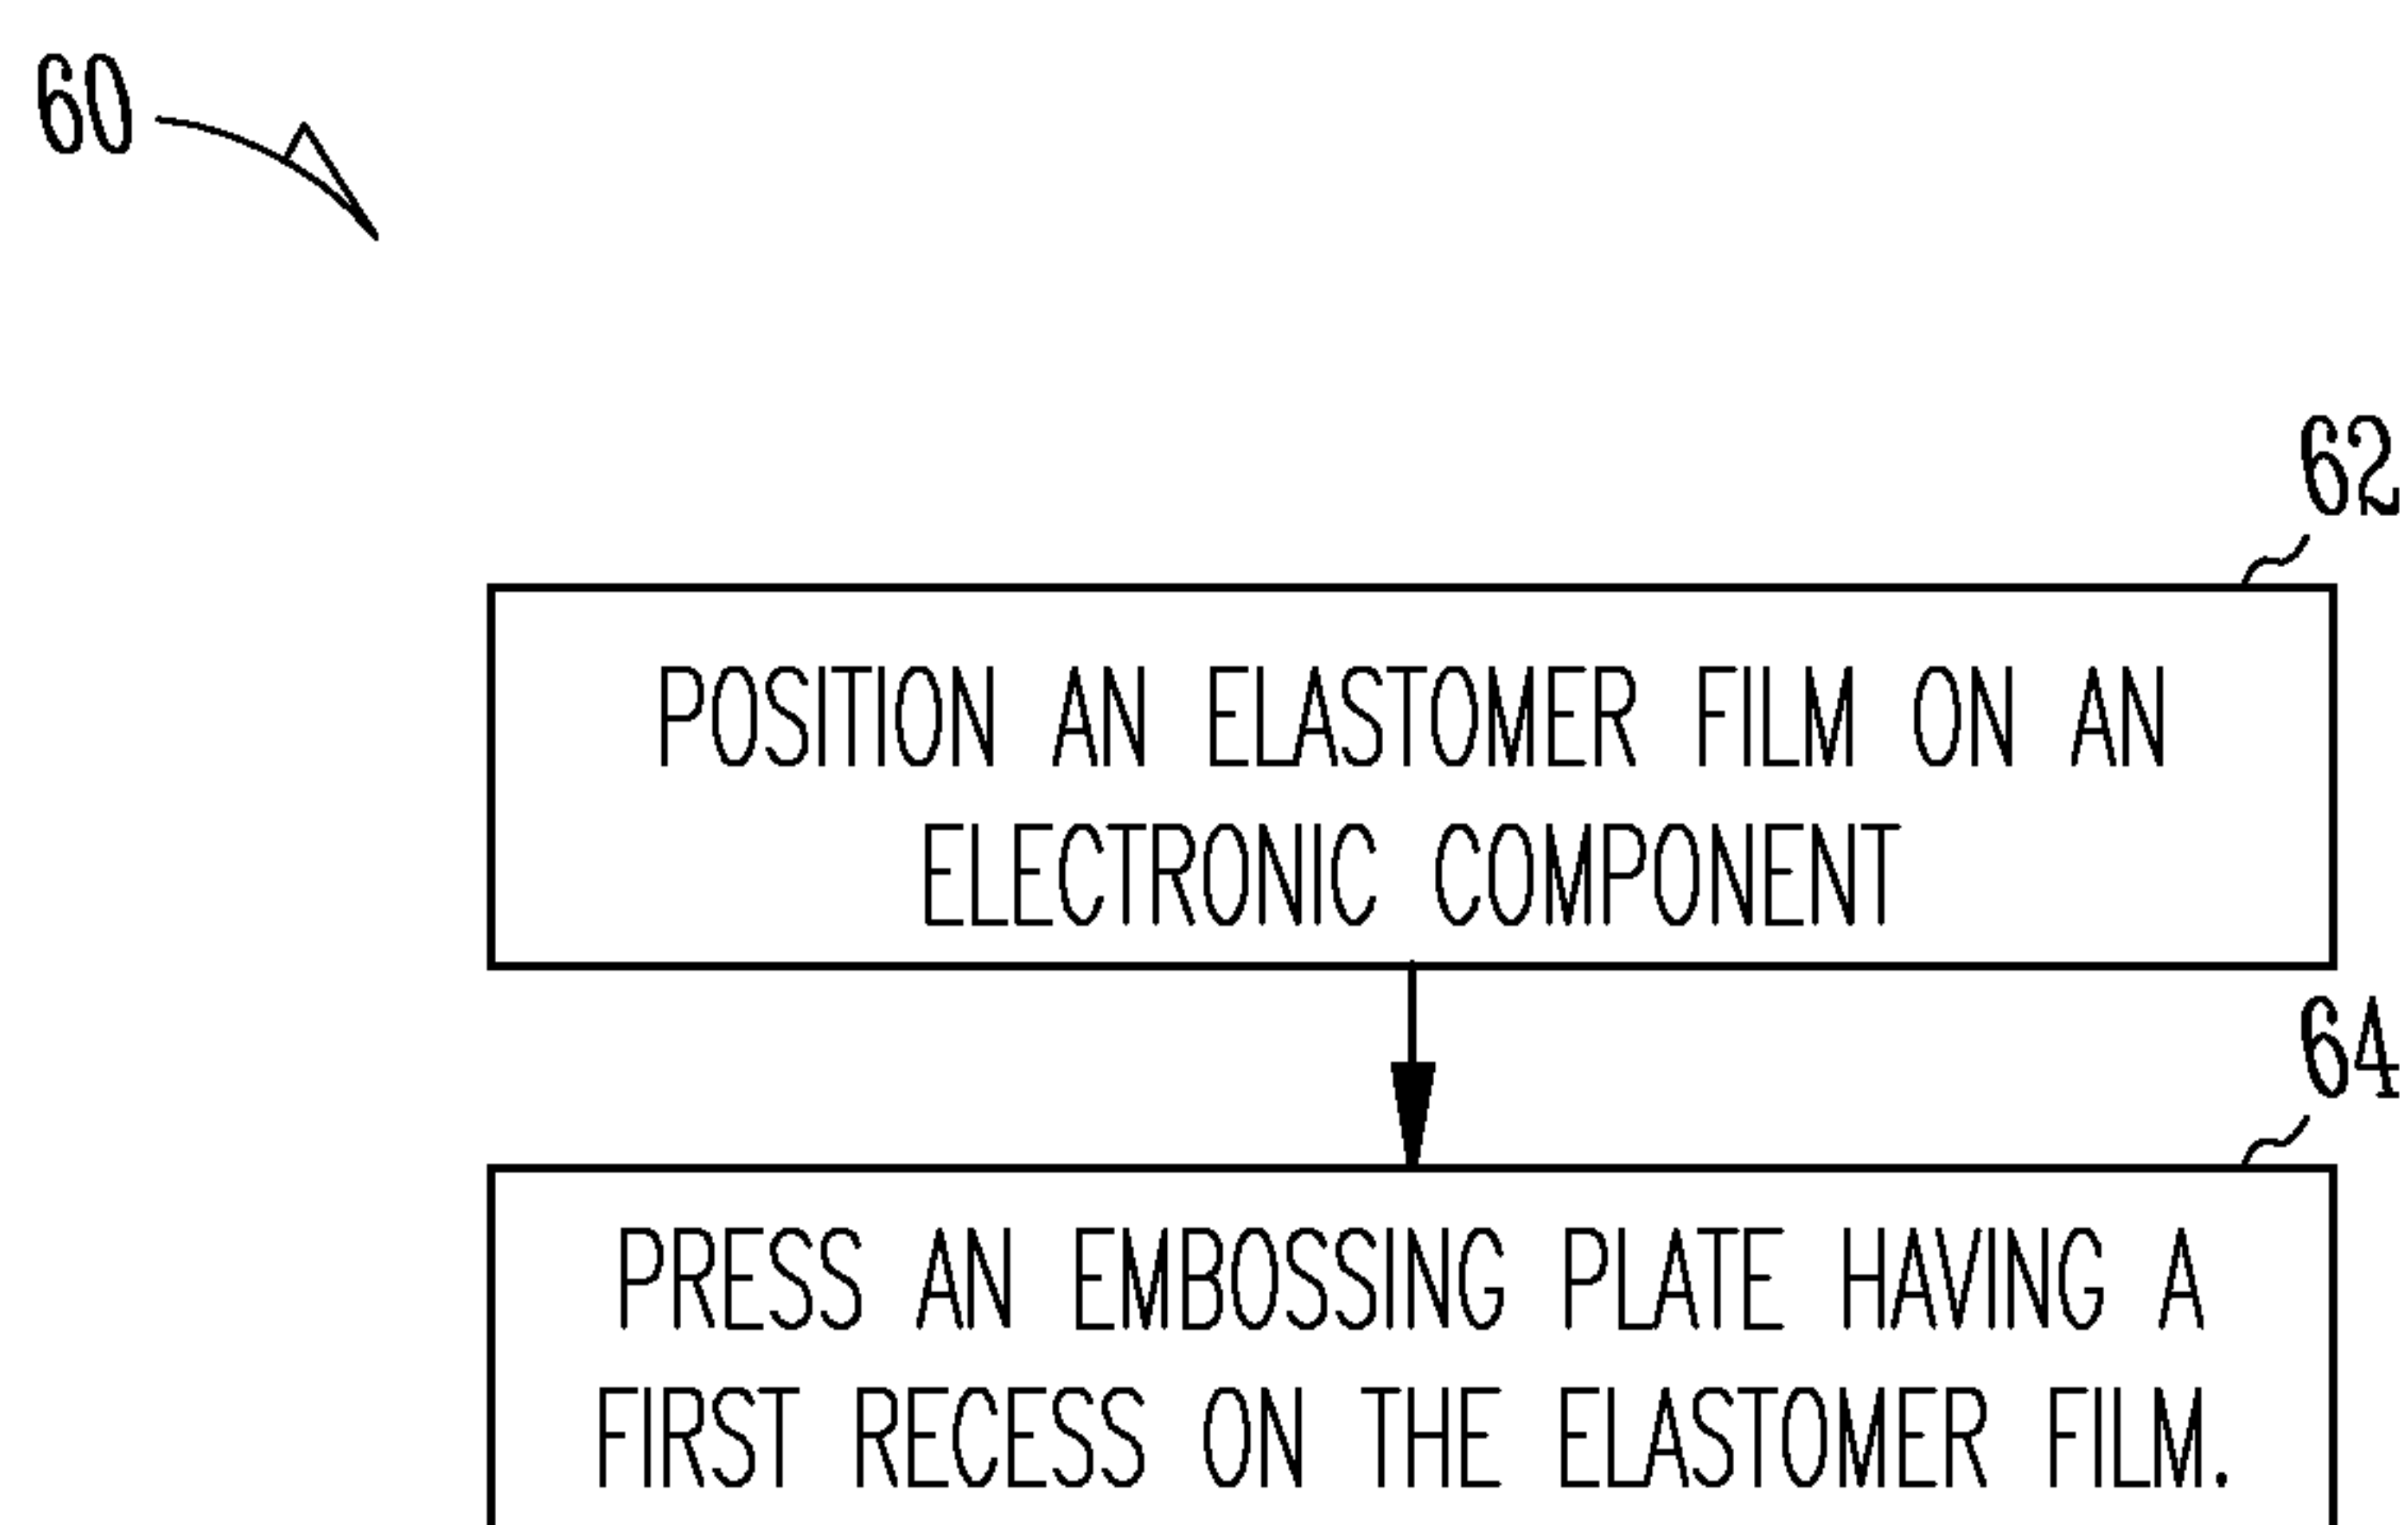 60
62
POSITION AN ELASTOMER FILM ON AN
ELECTRONIC COMPONENT
64
PRESS AN EMBOSSING PLATE HAVING A
FIRST RECESS ON THE ELASTOMER FILM.